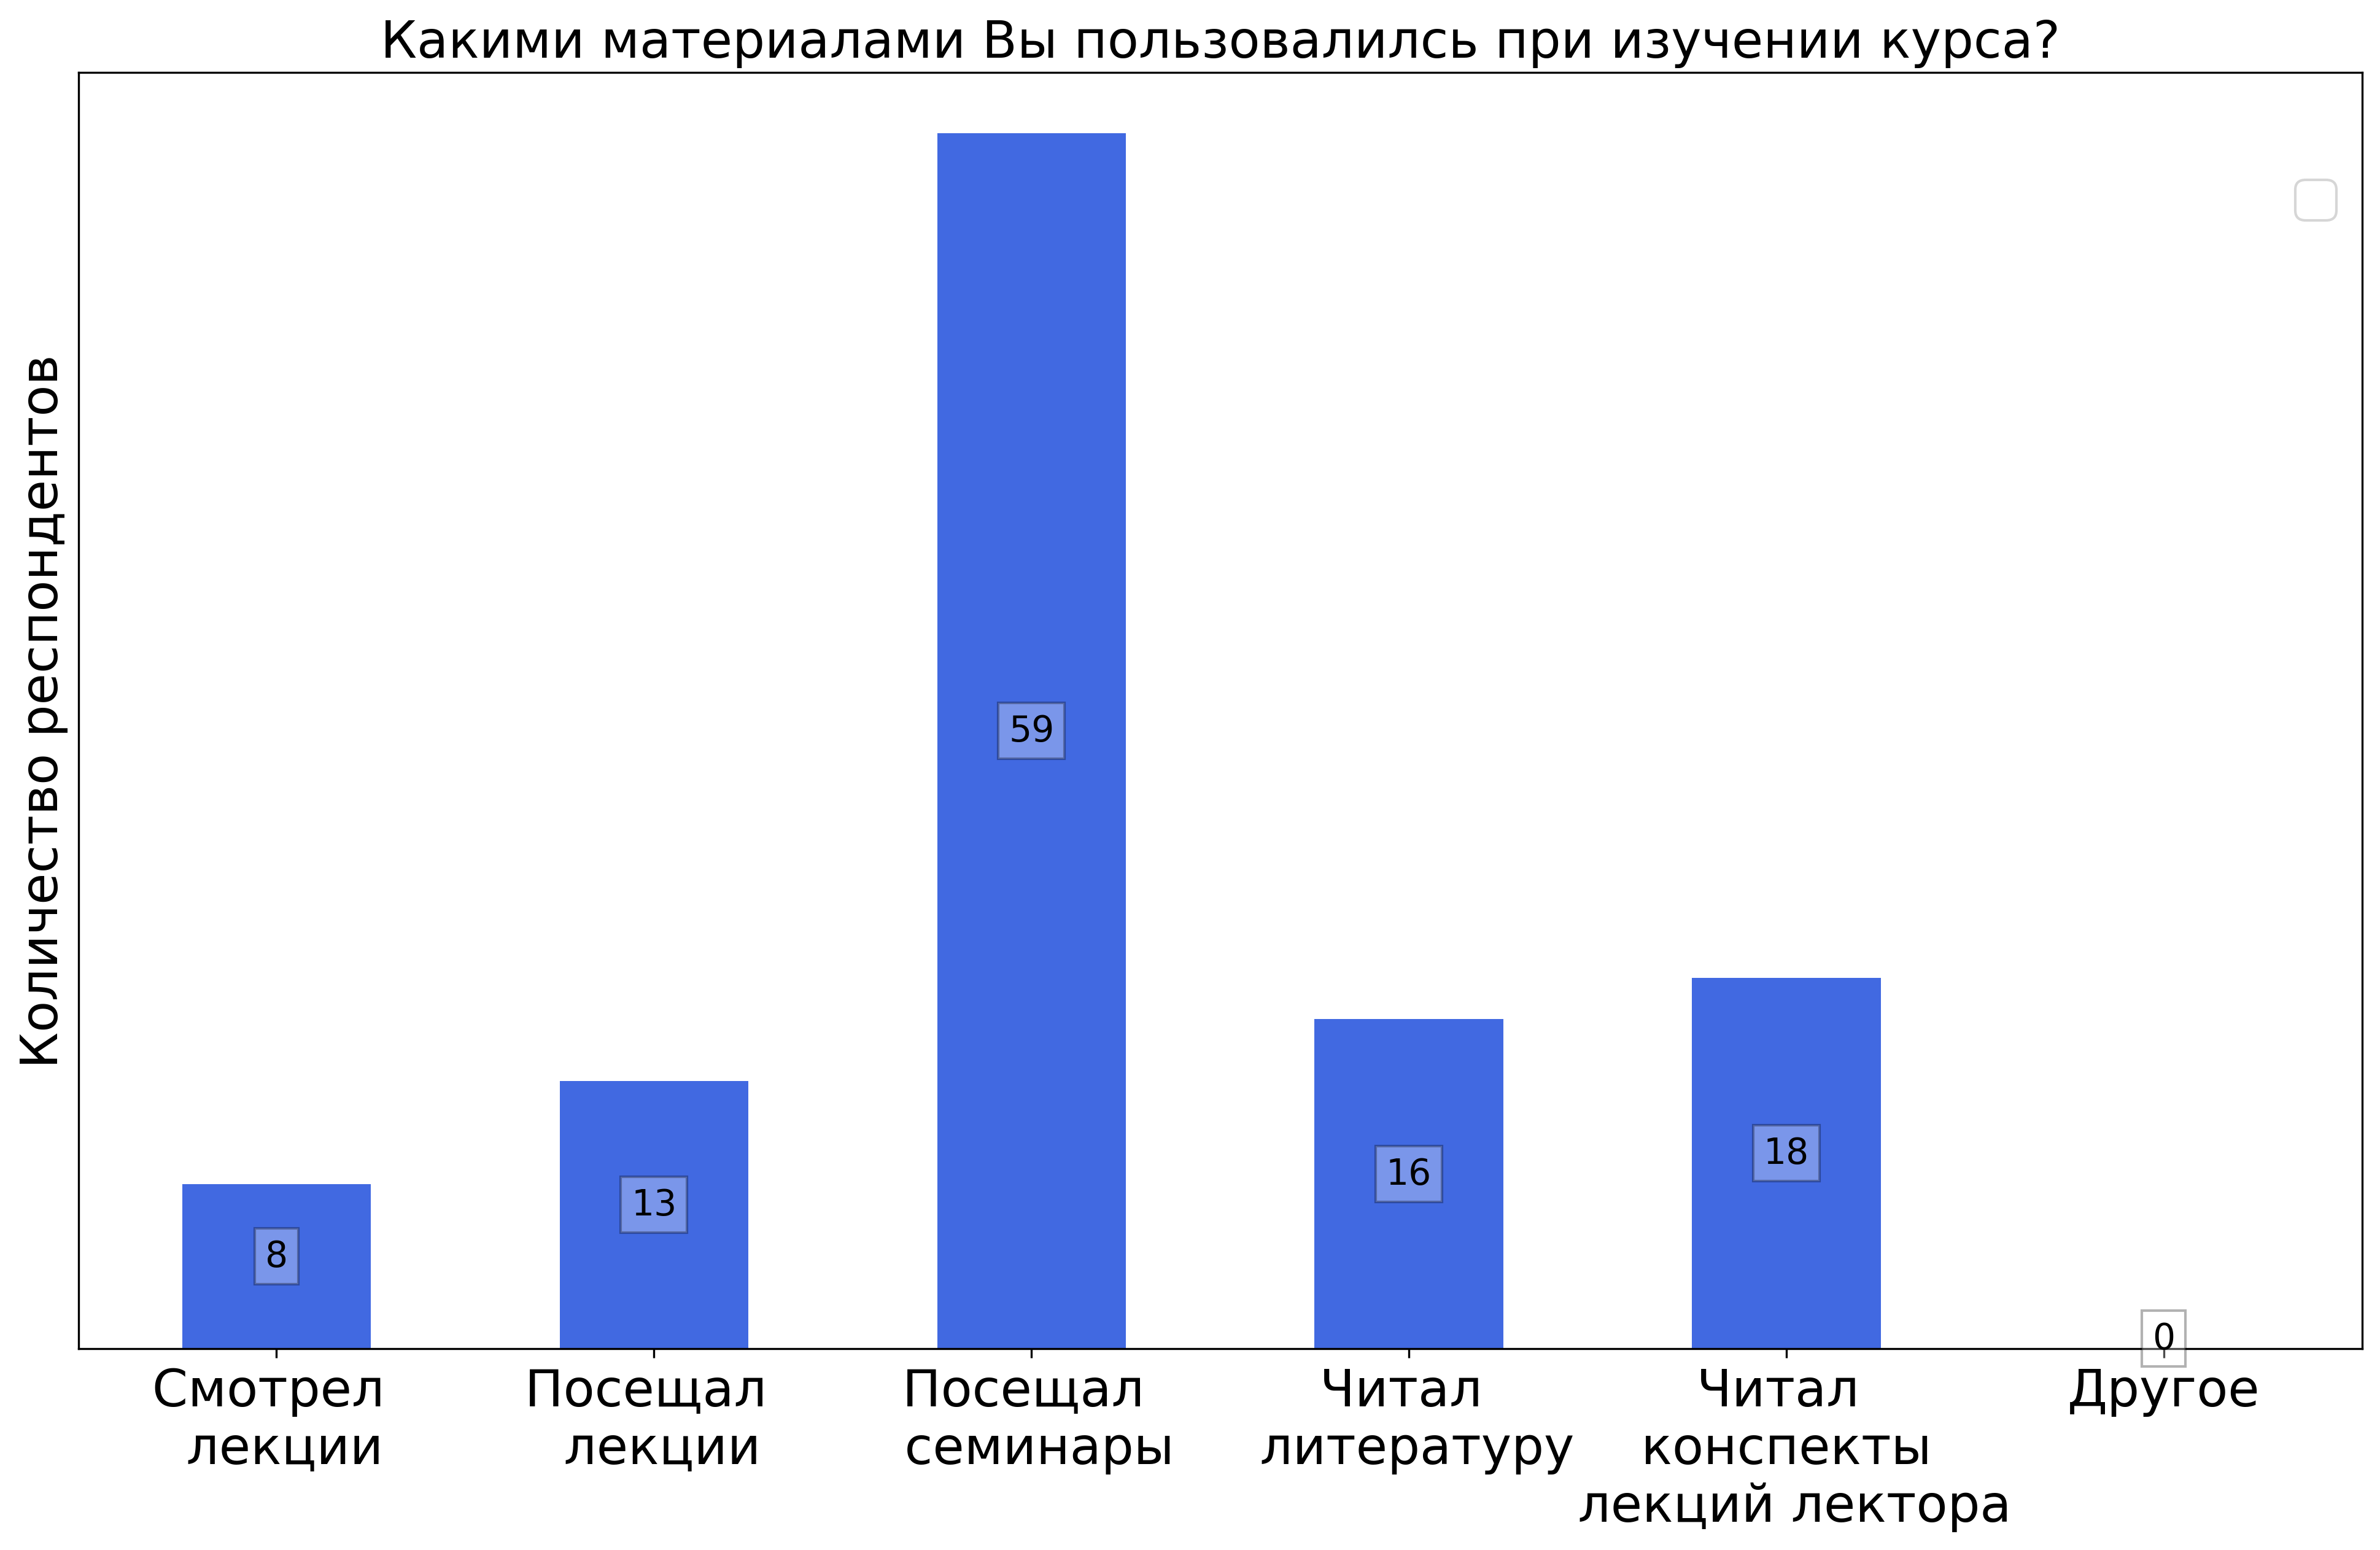 Какими материалами Вы пользовалилсь при изучении курса?
Количество респондентов
59
18
16
13
8
0
Смотрел
лекции
Посещал
лекции
Посещал
семинары
Читал
литературу
Читал
конспекты
лекций лектора
Другое